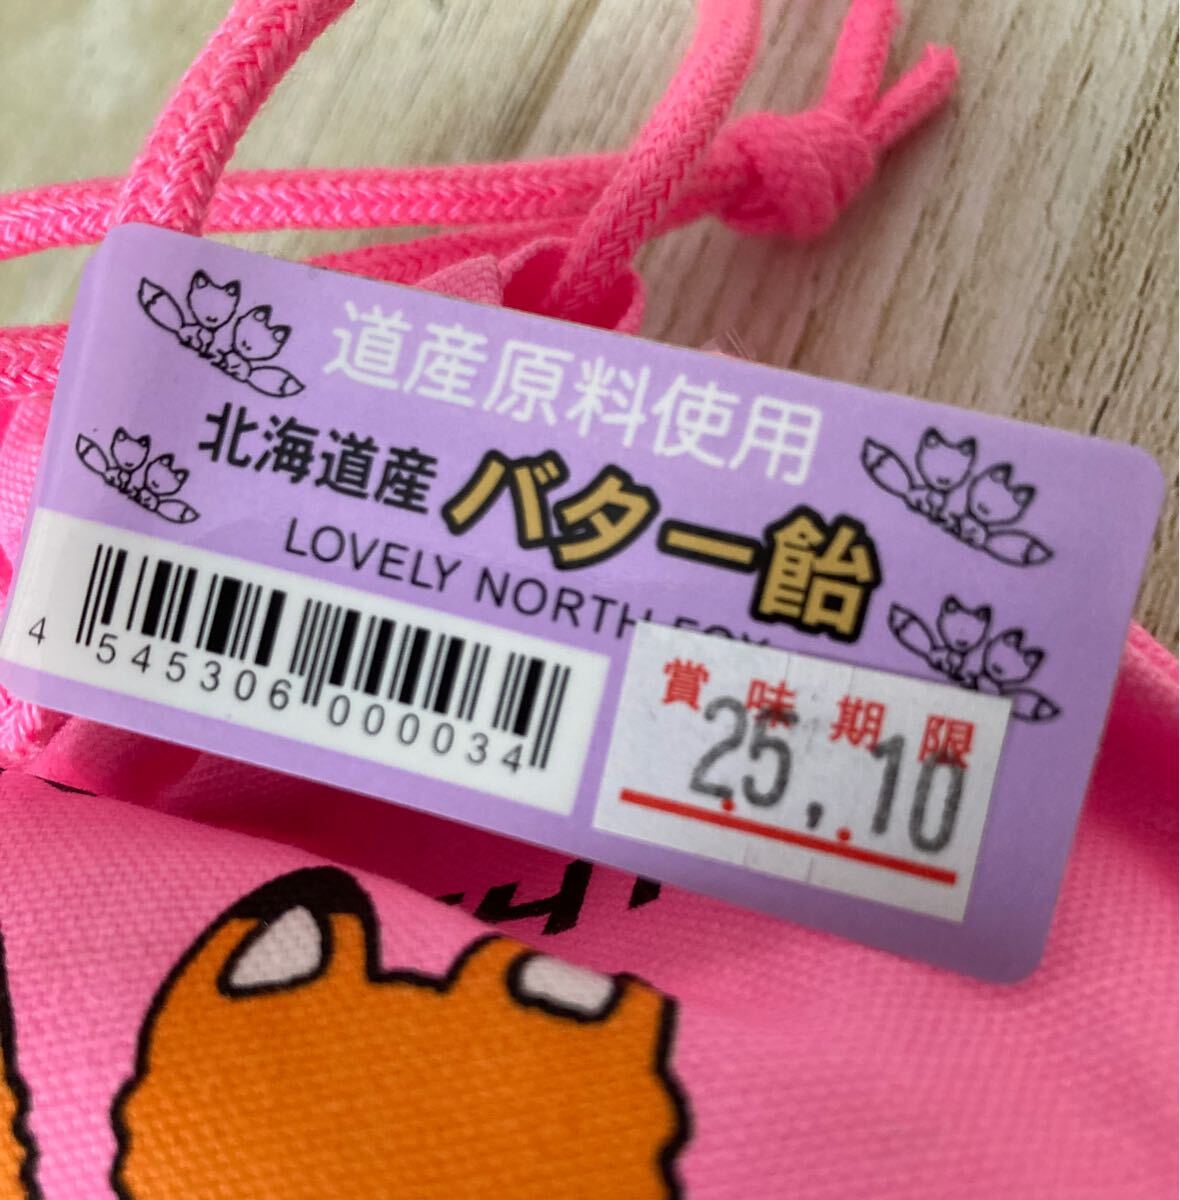 道産原料使用
北海道産 バター飴
LOVELY NORTH FOX
4 545306 000034
賞味期限
25,10